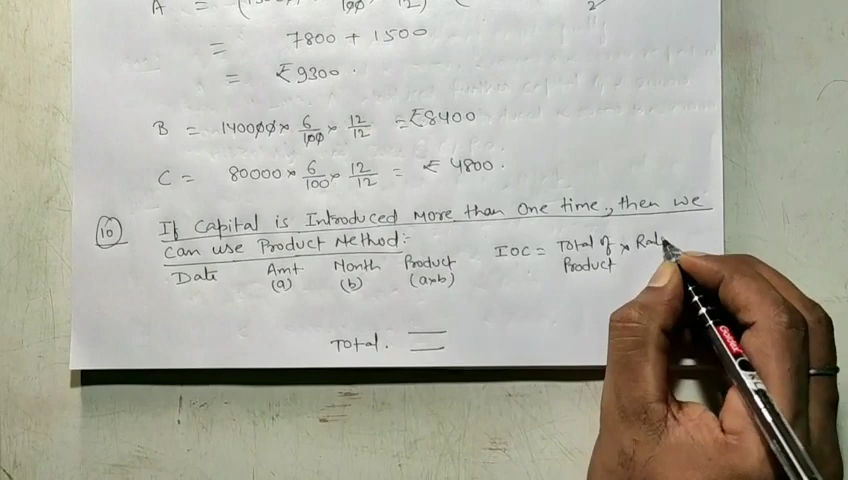 A =
= 7800 + 1500
= ₹9300.
B = 140000 × 6/100 × 12/12 = ₹8400
C = 80000 × 6/100 × 12/12 = ₹ 4800.
10 If Capital is Introduced More than One time, then we
can use Product Method:-
Date Amt (a) Month (b) Product (a×b)
IOC = Total of Product × Rate
Total.